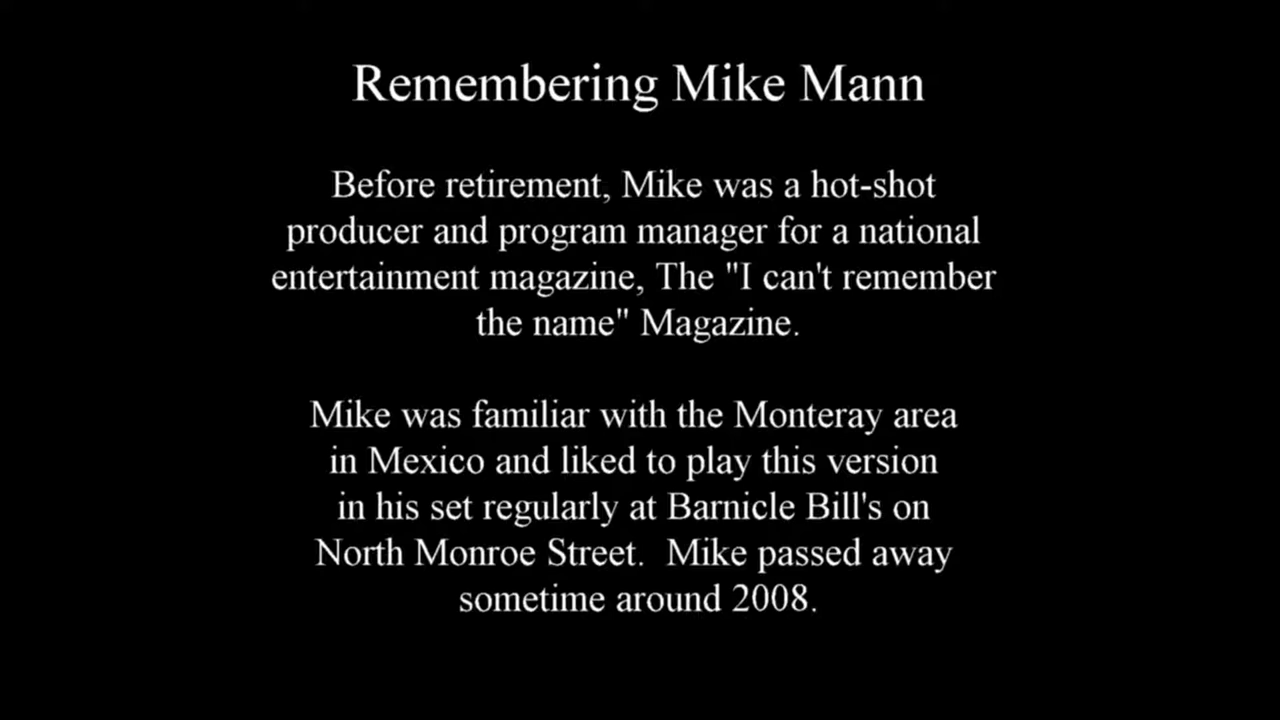 Remembering Mike Mann
Before retirement, Mike was a hot-shot
producer and program manager for a national
entertainment magazine, The "I can't remember
the name" Magazine.
Mike was familiar with the Monteray area
in Mexico and liked to play this version
in his set regularly at Barnicle Bill's on
North Monroe Street.  Mike passed away
sometime around 2008.